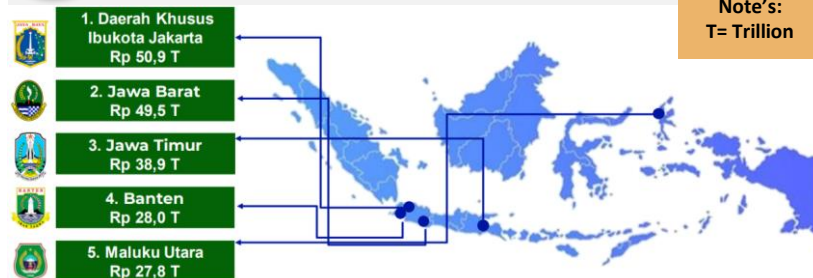 Note's:
T= Trillion
1. Daerah Khusus
Ibukota Jakarta
Rp 50,9 T
2. Jawa Barat
Rp 49,5 T
3. Jawa Timur
Rp 38,9 T
4. Banten
Rp 28,0 T
5. Maluku Utara
Rp 27,8 T